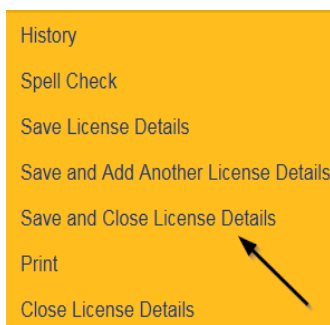 History
Spell Check
Save License Details
Save and Add Another License Details
Save and Close License Details
Print
Close License Details